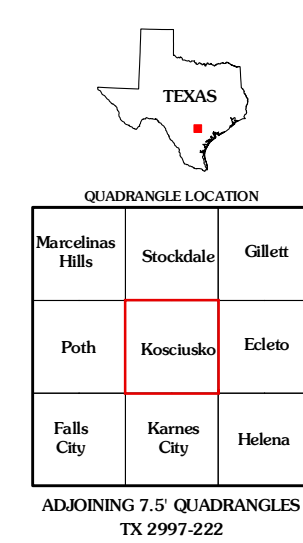 TEXAS
QUADRANGLE LOCATION
Marcelinas
Hills
Stockdale
Gillett
Poth
Kosciusko
Ecleto
Falls
City
Karnes
City
Helena
ADJOINING 7.5' QUADRANGLES
TX 2997-222